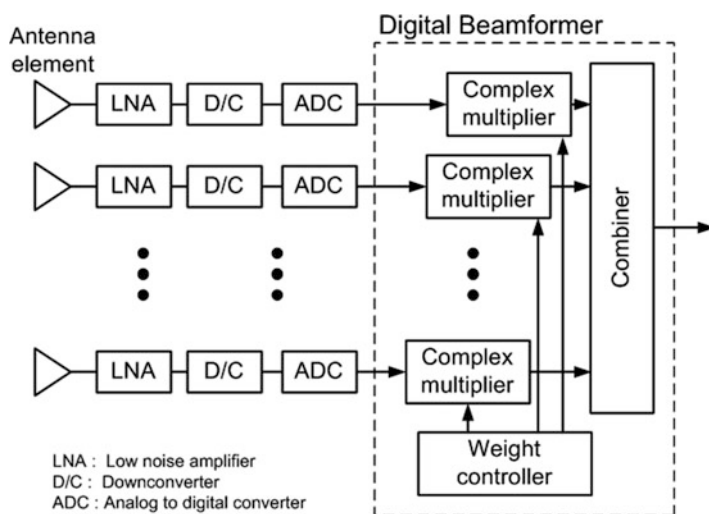 Digital Beamformer
Antenna
element
LNA
D/C
ADC
Complex
multiplier
LNA
D/C
ADC
Complex
multiplier
Combiner
LNA
D/C
ADC
Complex
multiplier
Weight
controller
LNA : Low noise amplifier
D/C : Downconverter
ADC : Analog to digital converter